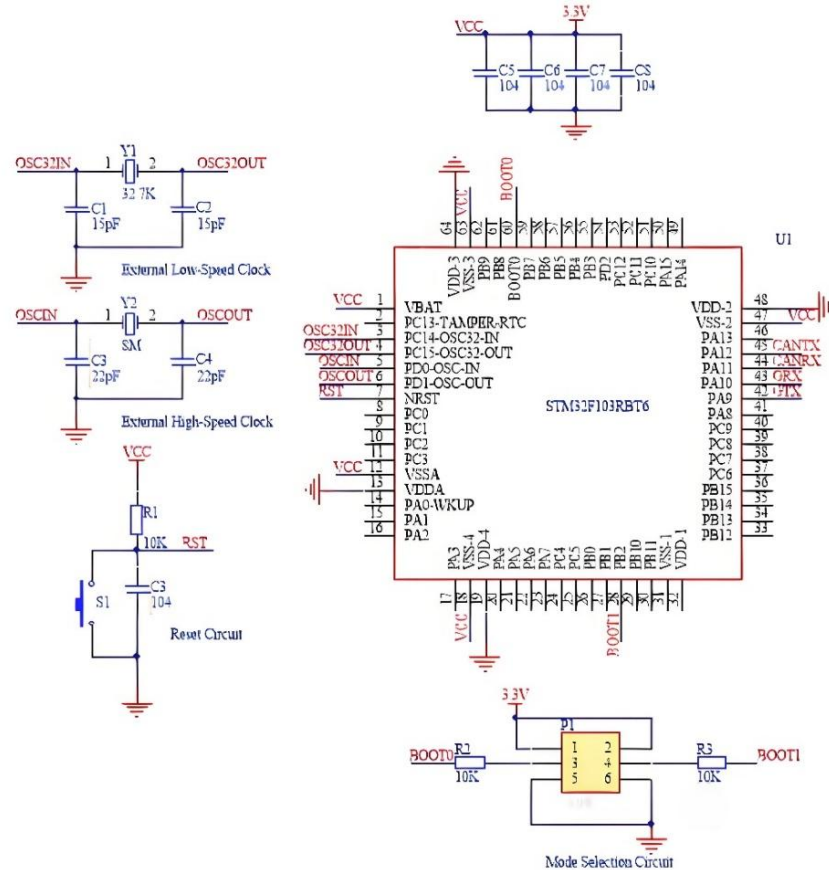 VCC
3.3V
C5
104
C6
104
C7
104
C8
104
OSC32IN
1
Y1
2
OSC32OUT
32.7K
C1
15pF
C2
15pF
External Low-Speed Clock
OSCIN
1
Y2
2
OSCOUT
8M
C3
22pF
C4
22pF
External High-Speed Clock
VCC
R1
10K
RST
S1
C3
104
Reset Circuit
U1
STM32F103RBT6
VCC
BOOT0
64
63
62
61
60
59
58
57
56
55
54
53
52
51
50
49
VDD-3
VSS-3
PB9
PB8
BOOT0
PB7
PB6
PB5
PB4
PB3
PD2
PC12
PC11
PC10
PA15
PA14
VCC 1 VBAT
2 PC13-TAMPER-RTC
OSC32IN 3 PC14-OSC32-IN
OSC32OUT 4 PC15-OSC32-OUT
OSCIN 5 PD0-OSC-IN
OSCOUT 6 PD1-OSC-OUT
RST 7 NRST
8 PC0
9 PC1
10 PC2
11 PC3
VCC 12 VSSA
13 VDDA
14 PA0-WKUP
15 PA1
16 PA2
VDD-2 48
VSS-2 47 VCC
PA13 46
PA12 45 CANTX
PA11 44 CANRX
PA10 43
PA9 42
PA8 41
PC9 40
PC8 39
PC7 38
PC6 37
PB15 36
PB14 35
PB13 34
PB12 33
PA3
VSS-4
VDD-4
PA4
PA5
PA6
PA7
PC4
PC5
PB0
PB1
PB2
PB10
PB11
VSS-1
VDD-1
17
18
19
20
21
22
23
24
25
26
27
28
29
30
31
32
VCC
BOOT1
3.3V
P1
BOOT0
R2
10K
1 2
3 4
5 6
R3
10K
BOOT1
Mode Selection Circuit